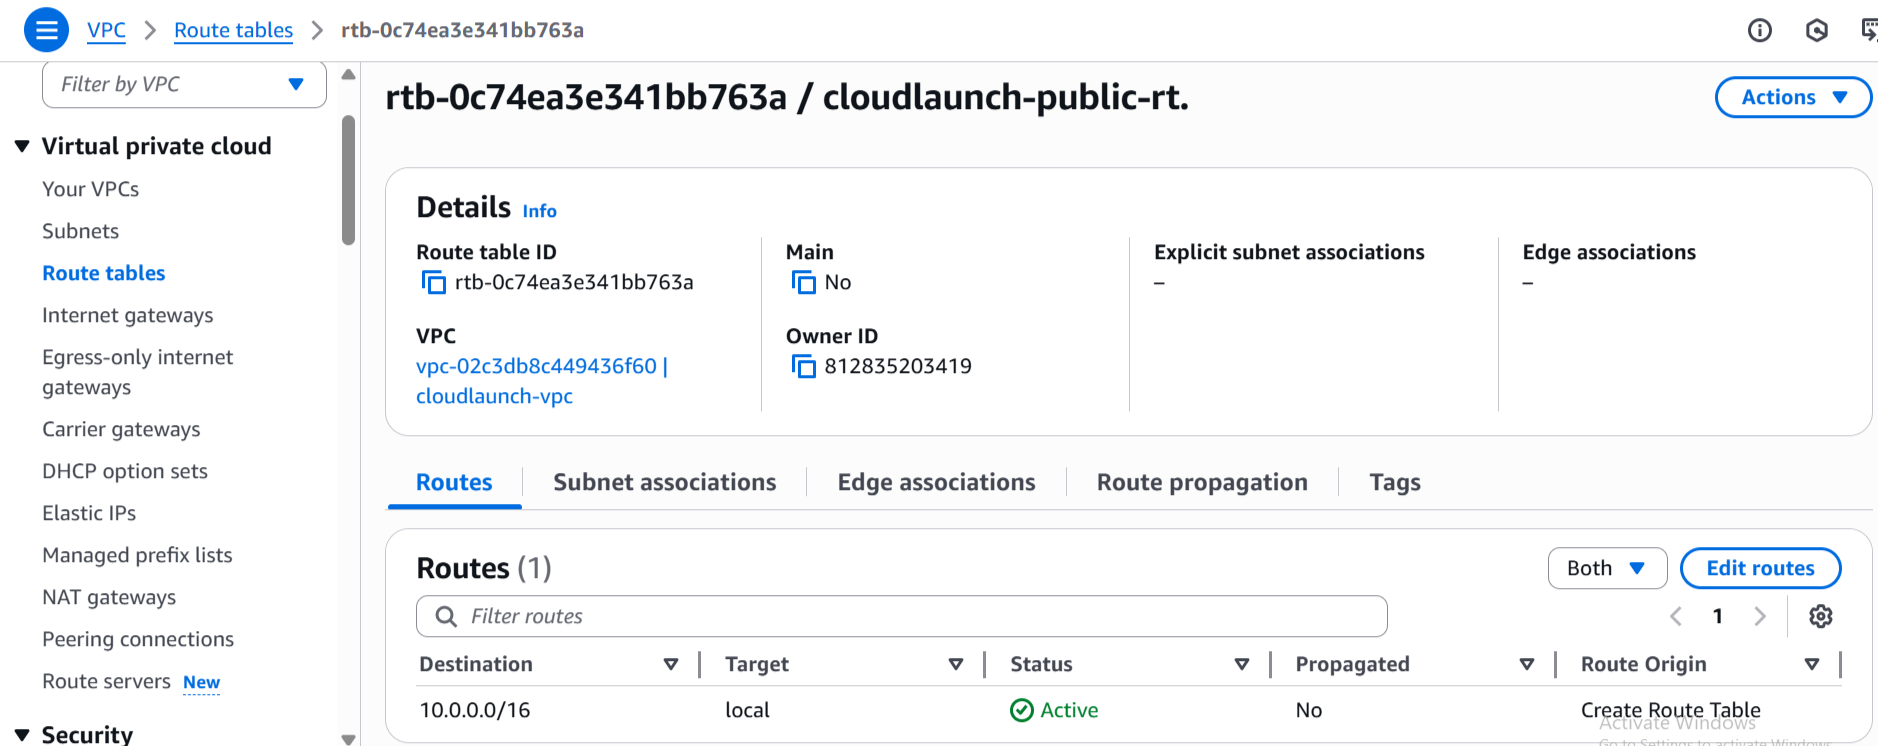 VPC > Route tables > rtb-0c74ea3e341bb763a
Filter by VPC
Virtual private cloud
Your VPCs
Subnets
Route tables
Internet gateways
Egress-only internet
gateways
Carrier gateways
DHCP option sets
Elastic IPs
Managed prefix lists
NAT gateways
Peering connections
Route servers New
Security
rtb-0c74ea3e341bb763a / cloudlaunch-public-rt.
Actions
Details Info
Route table ID
rtb-0c74ea3e341bb763a
VPC
vpc-02c3db8c449436f60 |
cloudlaunch-vpc
Main
No
Owner ID
812835203419
Explicit subnet associations
–
Edge associations
–
Routes Subnet associations Edge associations Route propagation Tags
Routes (1)
Both Edit routes
Filter routes
1
Destination Target Status Propagated Route Origin
10.0.0.0/16 local Active No Create Route Table
Activate Windows
Go to Settings to activate Windows.